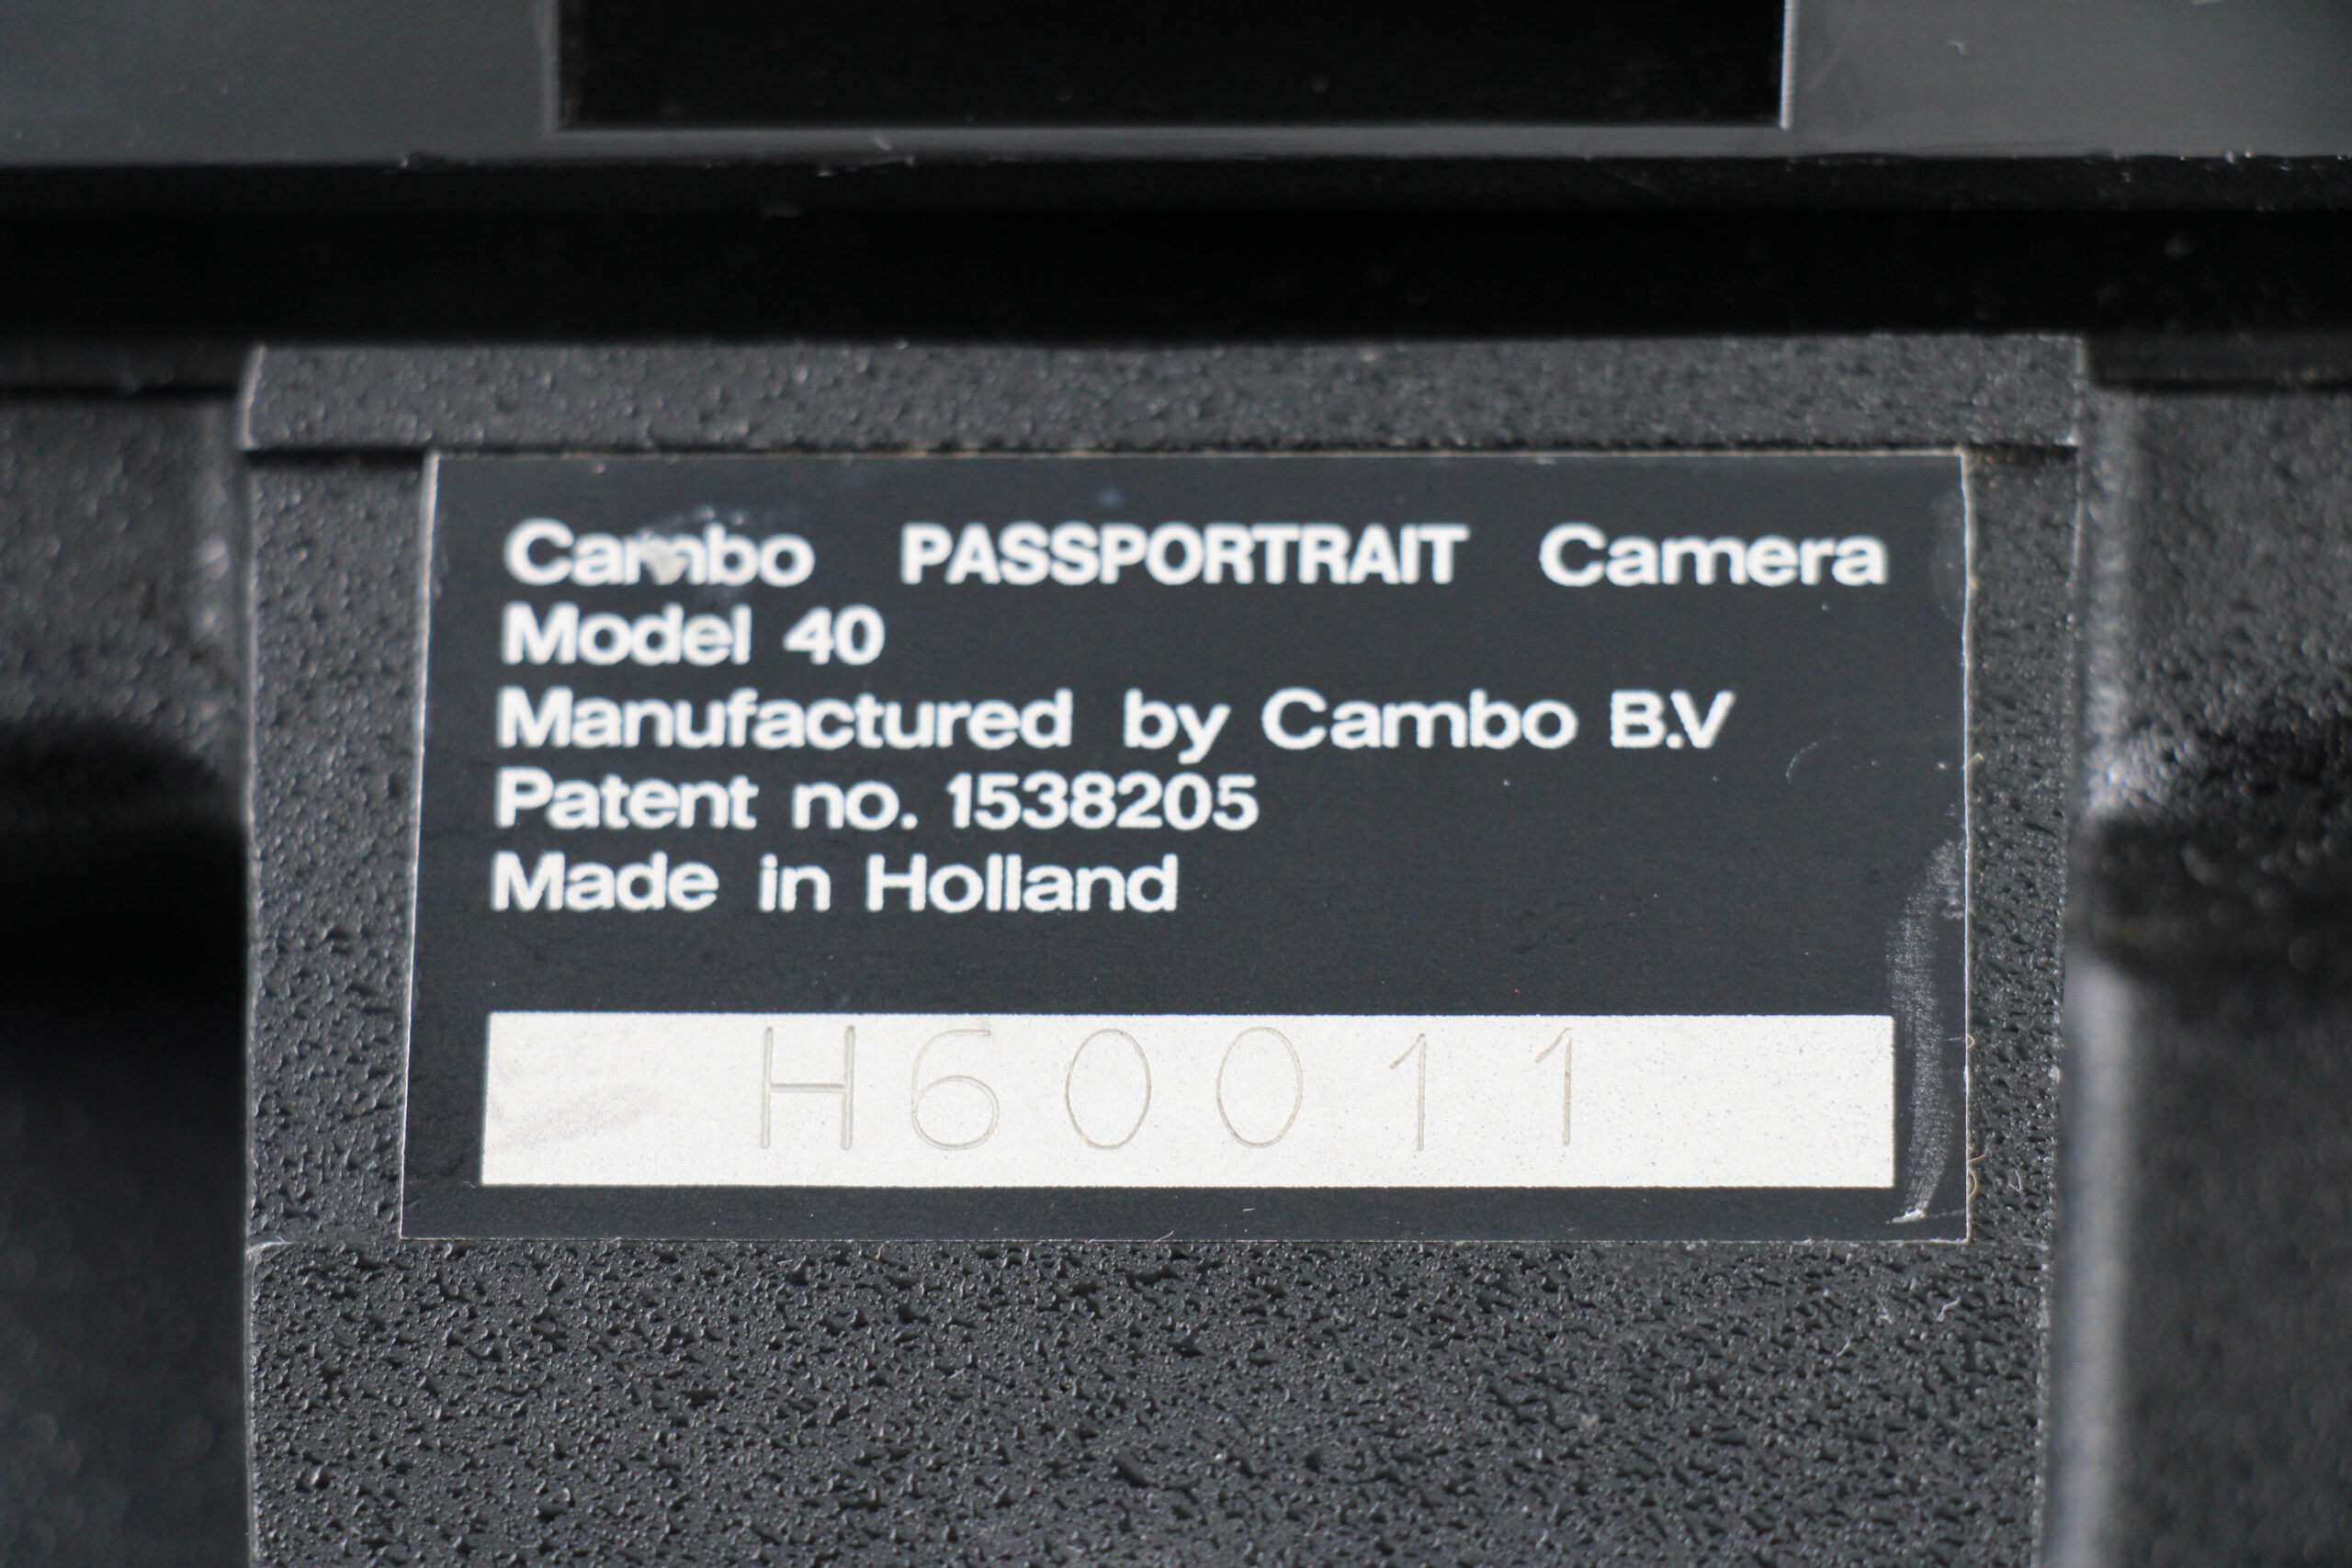 Cambo PASSPORTRAIT Camera
Model 40
Manufactured by Cambo B.V
Patent no. 1538205
Made in Holland
H60011